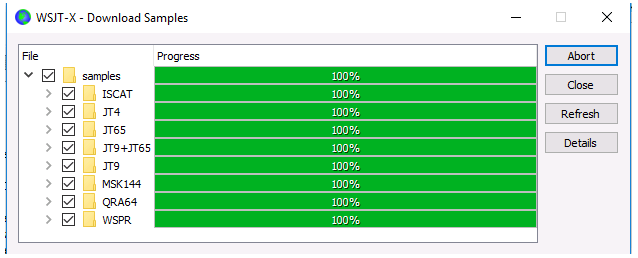 WSJT-X - Download Samples
File Progress
samples 100%
ISCAT 100%
JT4 100%
JT65 100%
JT9+JT65 100%
JT9 100%
MSK144 100%
QRA64 100%
WSPR 100%
Abort
Close
Refresh
Details